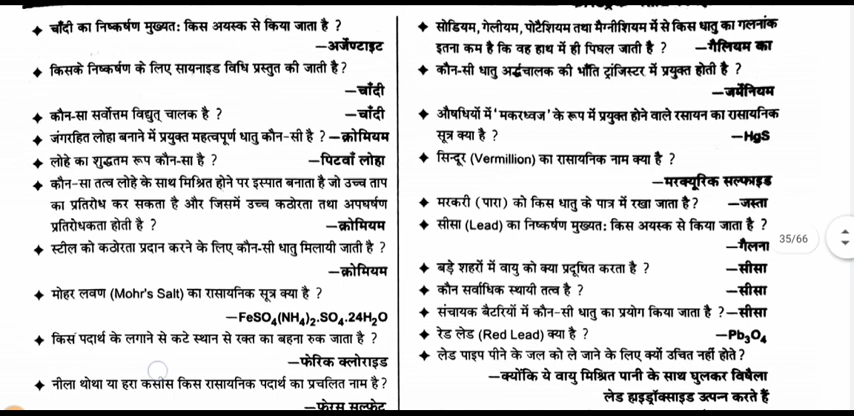 चाँदी का निष्कर्षण मुख्यत: किस अयस्क से किया जाता है ?
—अर्जेण्टाइट
किसके निष्कर्षण के लिए सायनाइड विधि प्रस्तुत की जाती है?
—चाँदी
कौन-सा सर्वोत्तम विद्युत् चालक है ? —चाँदी
जंगरहित लोहा बनाने में प्रयुक्त महत्वपूर्ण धातु कौन-सी है ? —क्रोमियम
लोहे का शुद्धतम रूप कौन-सा है ? —पिटवाँ लोहा
कौन-सा तत्व लोहे के साथ मिश्रित होने पर इस्पात बनाता है जो उच्च ताप
का प्रतिरोध कर सकता है और जिसमें उच्च कठोरता तथा अपघर्षण
प्रतिरोधकता होती है ? —क्रोमियम
स्टील को कठोरता प्रदान करने के लिए कौन-सी धातु मिलायी जाती है ?
—क्रोमियम
मोहर लवण (Mohr's Salt) का रासायनिक सूत्र क्या है ?
—FeSO₄(NH₄)₂.SO₄.24H₂O
किस पदार्थ के लगाने से कटे स्थान से रक्त का बहना रुक जाता है ?
—फेरिक क्लोराइड
नीला थोथा या हरा कसीस किस रासायनिक पदार्थ का प्रचलित नाम है?
—फेरस सल्फेट
सोडियम, गेलीयम, पोटैशियम तथा मैग्नीशियम में से किस धातु का गलनांक
इतना कम है कि वह हाथ में ही पिघल जाती है ? —गैलियम का
कौन-सी धातु अर्द्धचालक की भाँति ट्रांजिस्टर में प्रयुक्त होती है ?
—जर्मेनियम
औषधियों में 'मकरध्वज' के रूप में प्रयुक्त होने वाले रसायन का रासायनिक
सूत्र क्या है ? —HgS
सिन्दूर (Vermillion) का रासायनिक नाम क्या है ?
—मरक्यूरिक सल्फाइड
मरकरी (पारा) को किस धातु के पात्र में रखा जाता है? —जस्ता
सीसा (Lead) का निष्कर्षण मुख्यत: किस अयस्क से किया जाता है ?
—गैलना
बड़े शहरों में वायु को क्या प्रदूषित करता है ? —सीसा
कौन सर्वाधिक स्थायी तत्व है ? —सीसा
संचायक बैटरियों में कौन-सी धातु का प्रयोग किया जाता है ?—सीसा
रेड लेड (Red Lead) क्या है ? —Pb₃O₄
लेड पाइप पीने के जल को ले जाने के लिए क्यों उचित नहीं होते ?
—क्योंकि ये वायु मिश्रित पानी के साथ घुलकर विषैला
लेड हाइड्रॉक्साइड उत्पन्न करते हैं
35/66